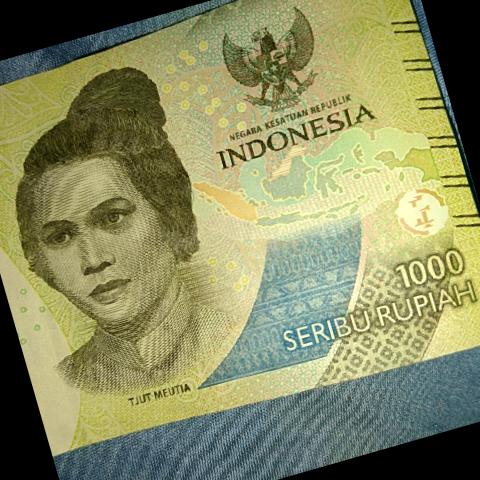 NEGARA KESATUAN REPUBLIK
INDONESIA
1000
SERIBU RUPIAH
TJUT MEUTIA